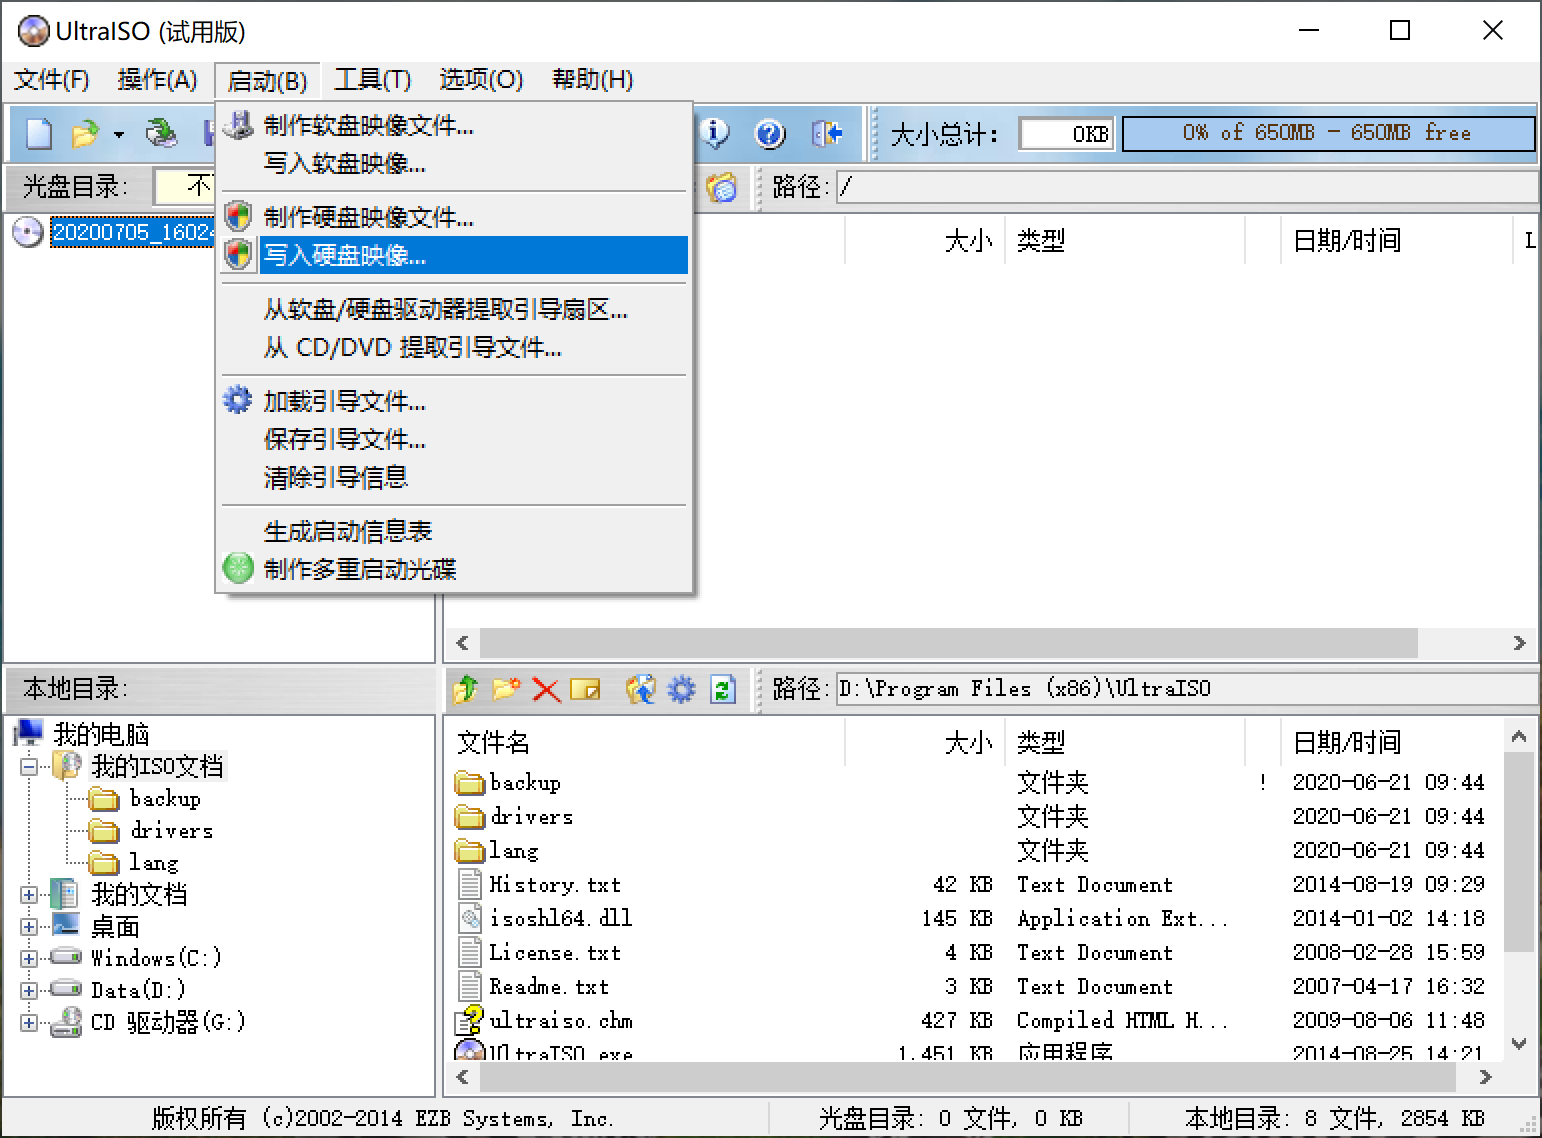 UltraISO (试用版)
文件(F) 操作(A) 启动(B) 工具(T) 选项(O) 帮助(H)
制作软盘映像文件...
写入软盘映像...
制作硬盘映像文件...
写入硬盘映像...
从软盘/硬盘驱动器提取引导扇区...
从 CD/DVD 提取引导文件...
加载引导文件...
保存引导文件...
清除引导信息
生成启动信息表
制作多重启动光碟
大小总计: 0KB 0% of 650MB - 650MB free
光盘目录: 不 路径: /
20200705_16024
大小 类型 日期/时间 L
本地目录: 路径: D:\Program Files (x86)\UltraISO
我的电脑
我的ISO文档
backup
drivers
lang
我的文档
桌面
Windows(C:)
Data(D:)
CD 驱动器(G:)
文件名 大小 类型 日期/时间
backup 文件夹 ! 2020-06-21 09:44
drivers 文件夹 2020-06-21 09:44
lang 文件夹 2020-06-21 09:44
History.txt 42 KB Text Document 2014-08-19 09:29
isoshl64.dll 145 KB Application Ext... 2014-01-02 14:18
License.txt 4 KB Text Document 2008-02-28 15:59
Readme.txt 3 KB Text Document 2007-04-17 16:32
ultraiso.chm 427 KB Compiled HTML H... 2009-08-06 11:48
UltraISO.exe 1,451 KB 应用程序 2014-08-25 14:21
版权所有 (c)2002-2014 EZB Systems, Inc. 光盘目录: 0 文件, 0 KB 本地目录: 8 文件, 2854 KB